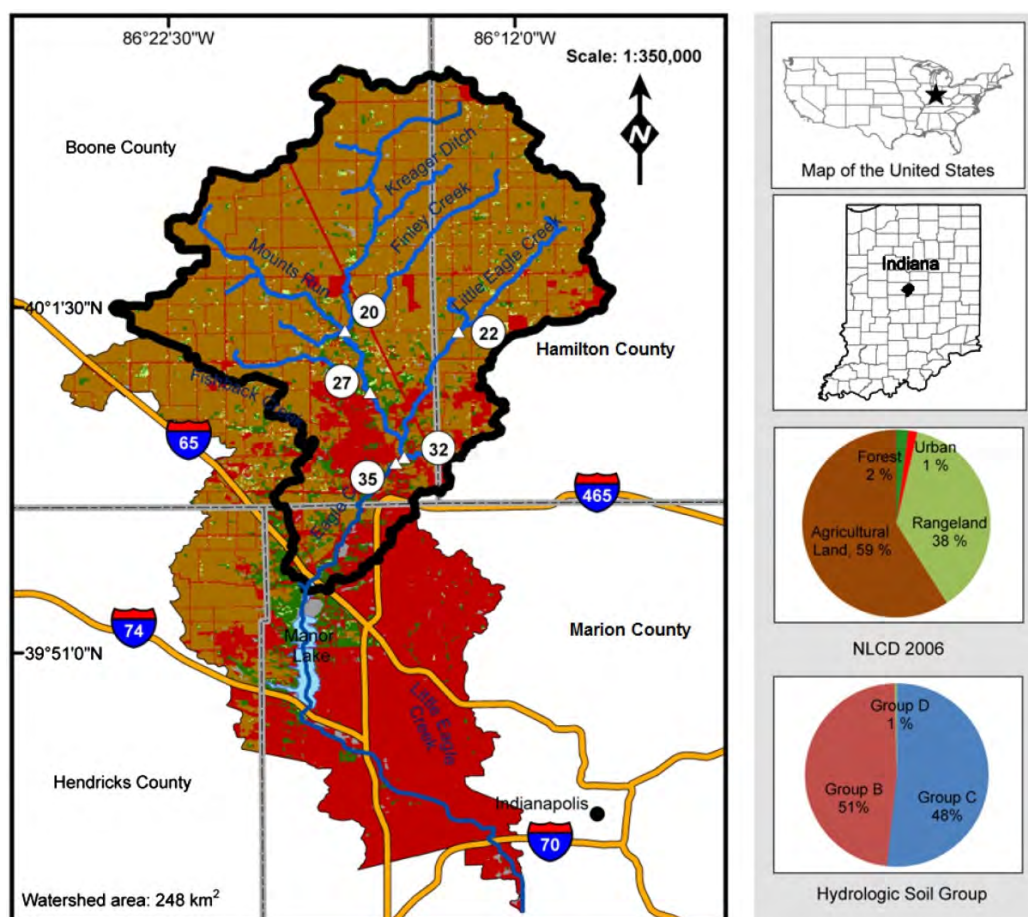 86°22'30"W
86°12'0"W
Scale: 1:350,000
N
Boone County
Kreager Ditch
Finley Creek
Mounts Run
Little Eagle Creek
40°1'30"N
20
22
Hamilton County
27
Fishback Creek
65
32
35
465
Eagle C
74
Marion County
39°51'0"N
Manor
Lake
Little Eagle
Creek
Hendricks County
Indianapolis
70
Watershed area: 248 km²
Map of the United States
Indiana
Forest
2 %
Urban
1 %
Agricultural
Land, 59 %
Rangeland
38 %
NLCD 2006
Group D
1 %
Group B
51%
Group C
48%
Hydrologic Soil Group